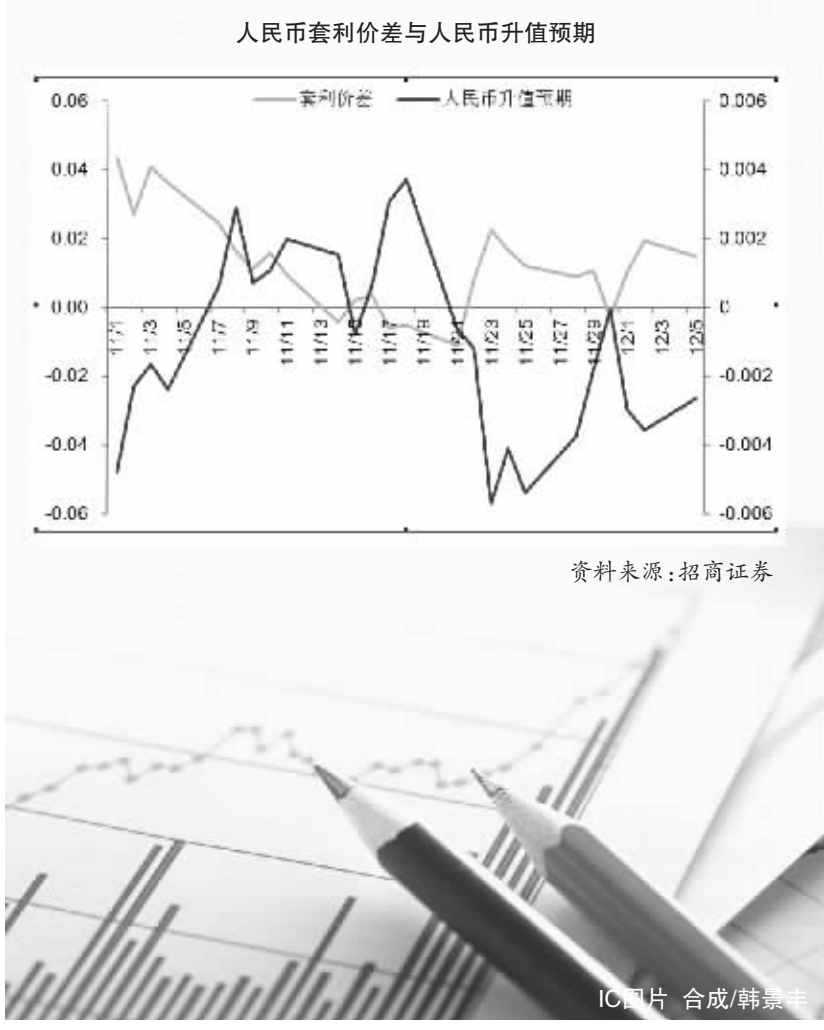 人民币套利价差与人民币升值预期
套利价差 人民币升值预期
0.06 0.006
0.04 0.004
0.02 0.002
0.00 0
-0.02 -0.002
-0.04 -0.004
-0.06 -0.006
11/1 11/3 11/5 11/7 11/9 11/11 11/13 11/15 11/17 11/19 11/21 11/23 11/25 11/27 11/29 12/1 12/3 12/5
资料来源:招商证券
IC图片 合成/韩景丰